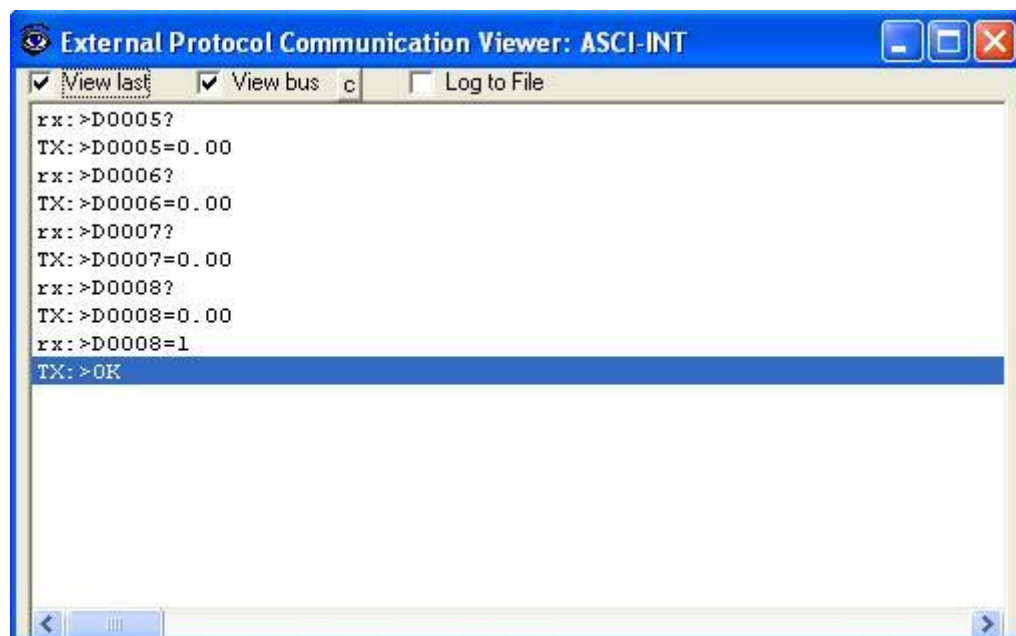 External Protocol Communication Viewer: ASCI-INT
View last View bus c Log to File
rx:>D0005?
TX:>D0005=0.00
rx:>D0006?
TX:>D0006=0.00
rx:>D0007?
TX:>D0007=0.00
rx:>D0008?
TX:>D0008=0.00
rx:>D0008=1
TX:>OK